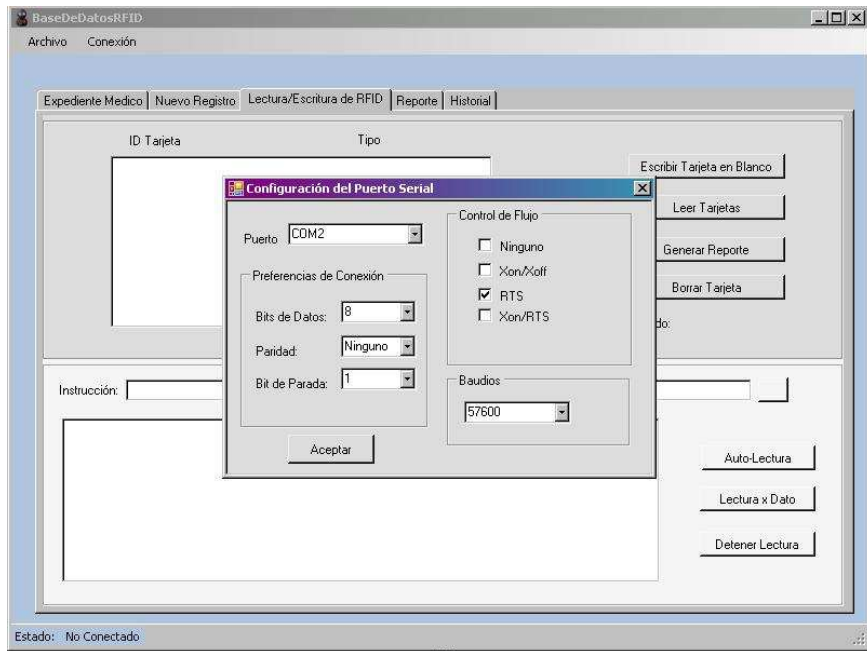 BaseDeDatosRFID
Archivo Conexión
Expediente Medico Nuevo Registro Lectura/Escritura de RFID Reporte Historial
ID Tarjeta Tipo
Escribir Tarjeta en Blanco
Leer Tarjetas
Generar Reporte
Borrar Tarjeta
do:
Configuración del Puerto Serial
Puerto COM2
Preferencias de Conexión
Bits de Datos: 8
Paridad: Ninguno
Bit de Parada: 1
Aceptar
Control de Flujo
Ninguno
Xon/Xoff
RTS
Xon/RTS
Baudios
57600
Instrucción:
Auto-Lectura
Lectura x Dato
Detener Lectura
Estado: No Conectado